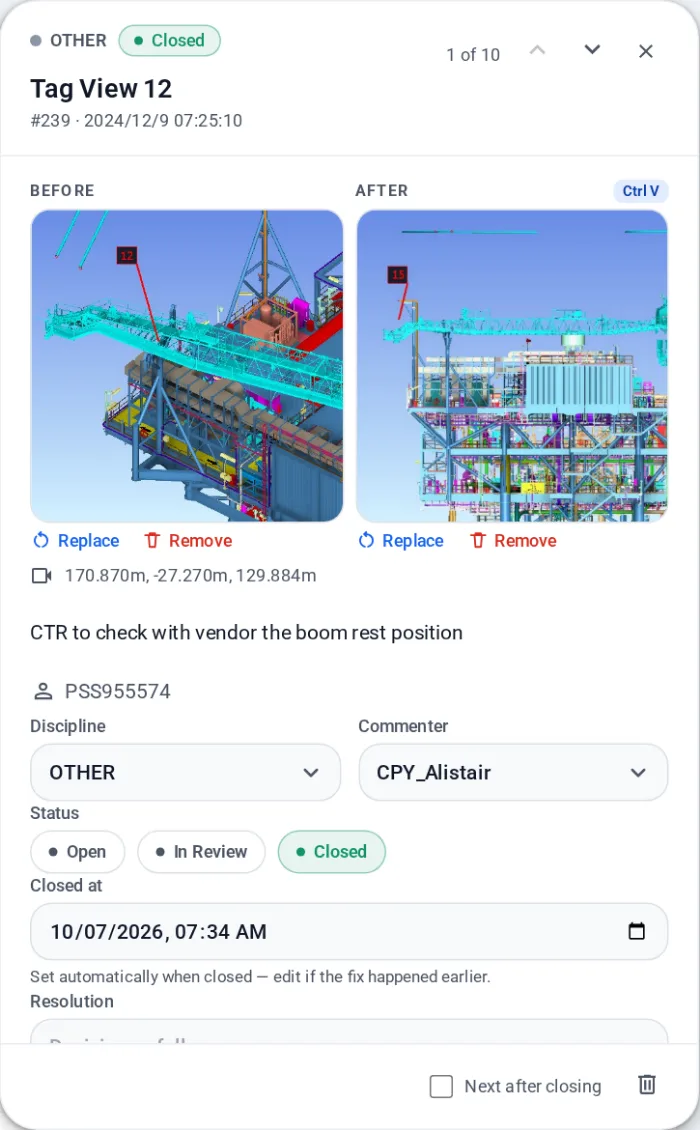 OTHER Closed
1 of 10
Tag View 12
#239 · 2024/12/9 07:25:10
BEFORE
AFTER Ctrl V
12
15
Replace Remove
Replace Remove
170.870m, -27.270m, 129.884m
CTR to check with vendor the boom rest position
PSS955574
Discipline Commenter
OTHER CPY_Alistair
Status
Open In Review Closed
Closed at
10/07/2026, 07:34 AM
Set automatically when closed — edit if the fix happened earlier.
Resolution
Next after closing